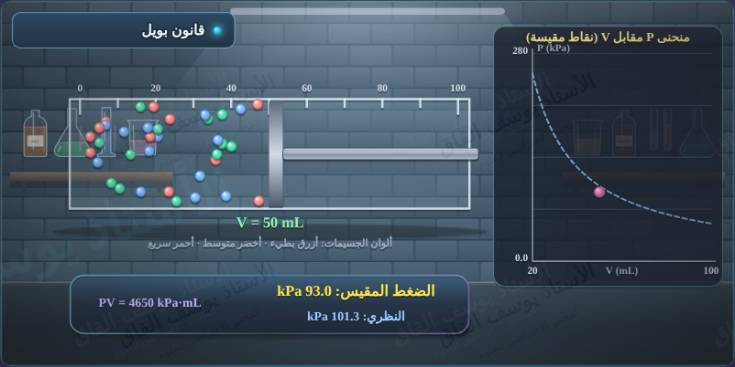 قانون بويل
0 20 40 60 80 100
V = 50 mL
ألوان الجسيمات: أزرق بطيء · أخضر متوسط · أحمر سريع
الضغط المقيس: 93.0 kPa
النظري: 101.3 kPa
PV = 4650 kPa·mL
منحنى P مقابل V (نقاط مقيسة)
280 P (kPa)
0.0
20 V (mL) 100